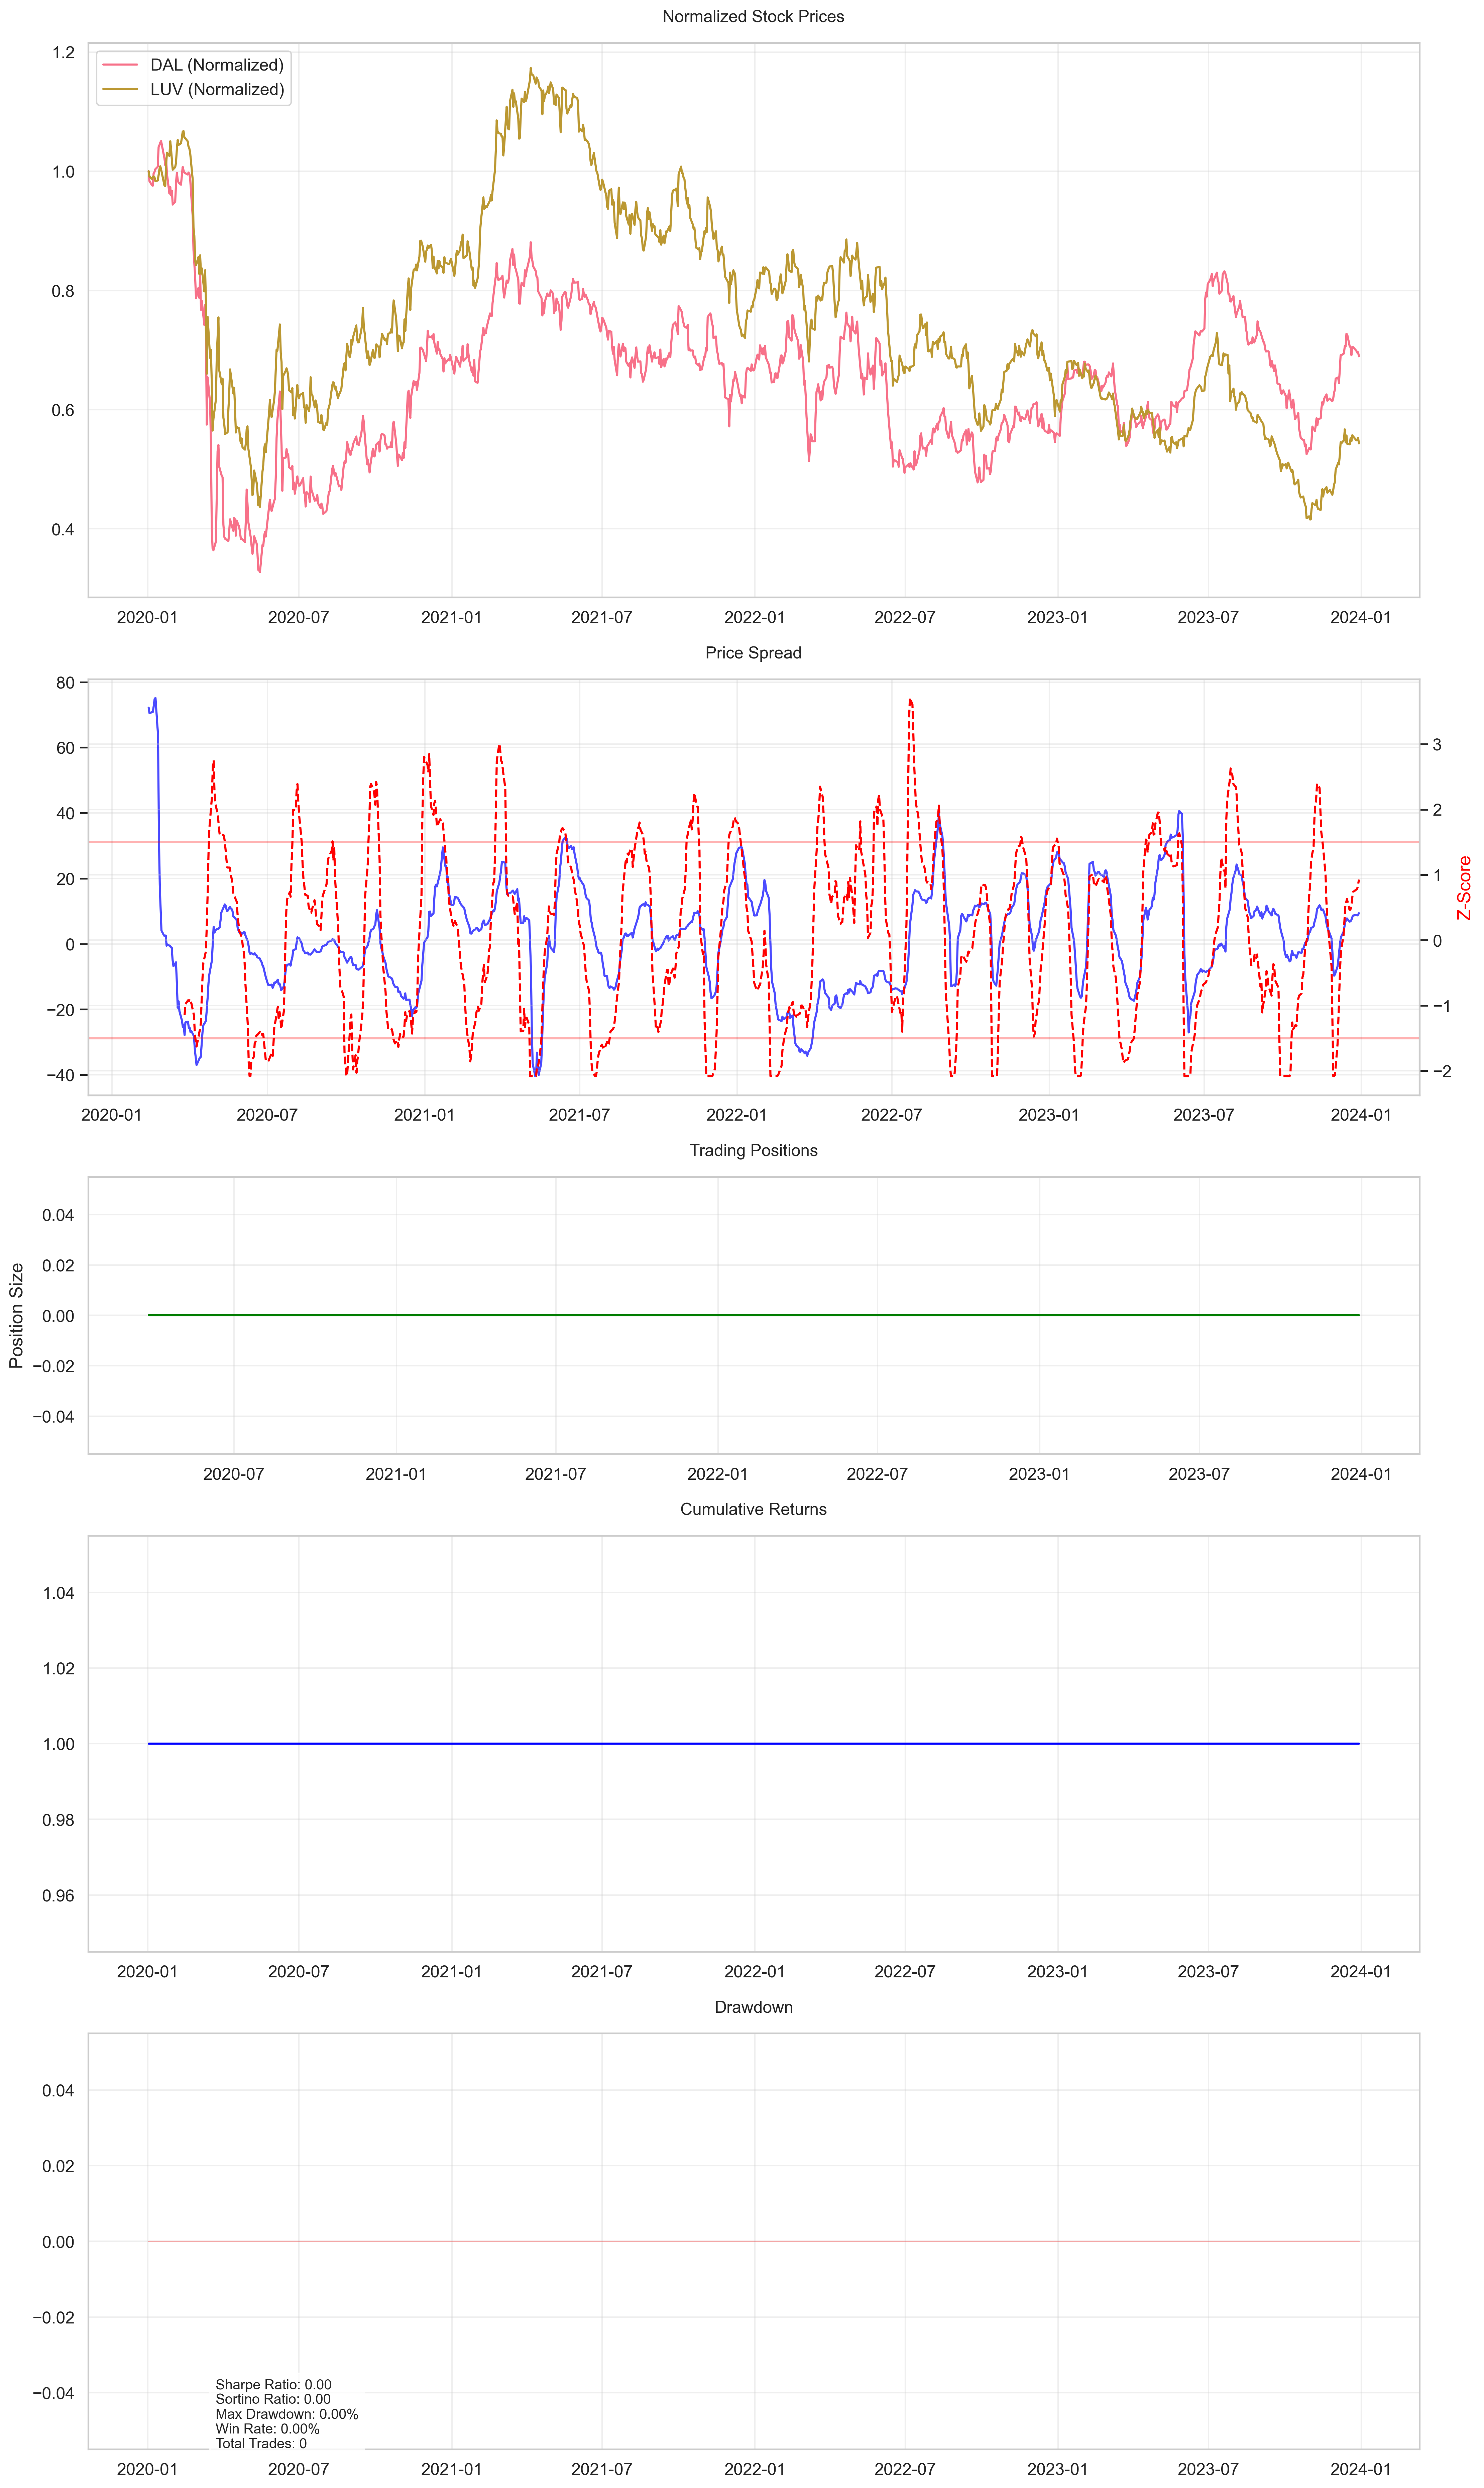 Normalized Stock Prices
DAL (Normalized)
LUV (Normalized)
1.2
1.0
0.8
0.6
0.4
2020-01 2020-07 2021-01 2021-07 2022-01 2022-07 2023-01 2023-07 2024-01
Price Spread
80
60
40
20
0
−20
−40
3
2
1
0
−1
−2
Z-Score
2020-01 2020-07 2021-01 2021-07 2022-01 2022-07 2023-01 2023-07 2024-01
Trading Positions
Position Size
0.04
0.02
0.00
−0.02
−0.04
2020-07 2021-01 2021-07 2022-01 2022-07 2023-01 2023-07 2024-01
Cumulative Returns
1.04
1.02
1.00
0.98
0.96
2020-01 2020-07 2021-01 2021-07 2022-01 2022-07 2023-01 2023-07 2024-01
Drawdown
0.04
0.02
0.00
−0.02
−0.04
Sharpe Ratio: 0.00
Sortino Ratio: 0.00
Max Drawdown: 0.00%
Win Rate: 0.00%
Total Trades: 0
2020-01 2020-07 2021-01 2021-07 2022-01 2022-07 2023-01 2023-07 2024-01